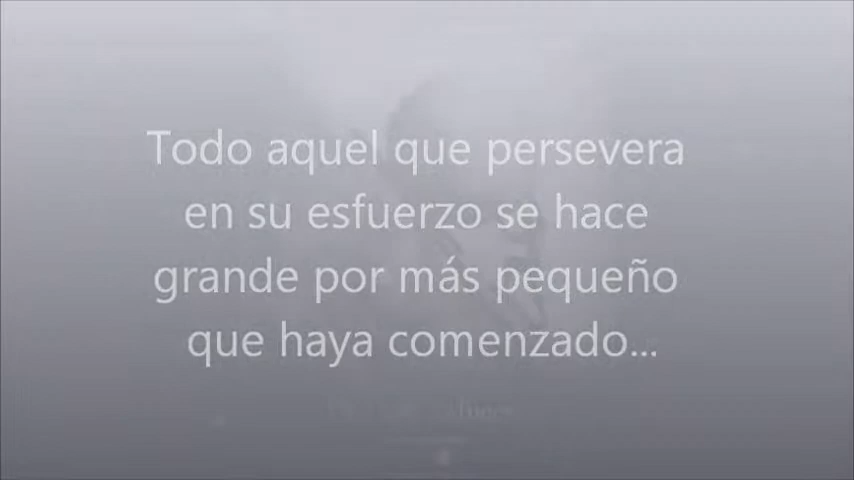 Todo aquel que persevera
en su esfuerzo se hace
grande por más pequeño
que haya comenzado...